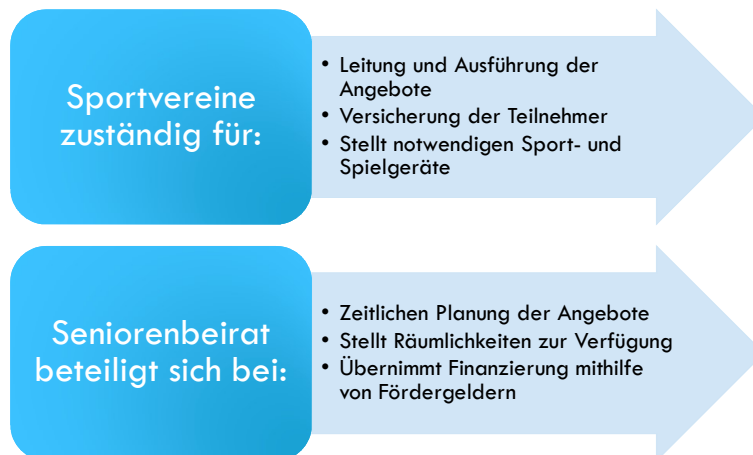 Sportvereine
zuständig für:
• Leitung und Ausführung der
Angebote
• Versicherung der Teilnehmer
• Stellt notwendigen Sport- und
Spielgeräte
Seniorenbeirat
beteiligt sich bei:
• Zeitlichen Planung der Angebote
• Stellt Räumlichkeiten zur Verfügung
• Übernimmt Finanzierung mithilfe
von Fördergeldern